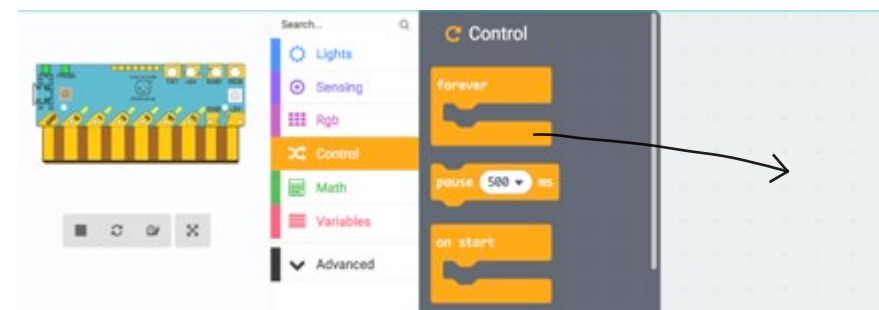 Search...
Lights
Sensing
Rgb
Control
Math
Variables
Advanced
Control
forever
pause 500 ms
on start